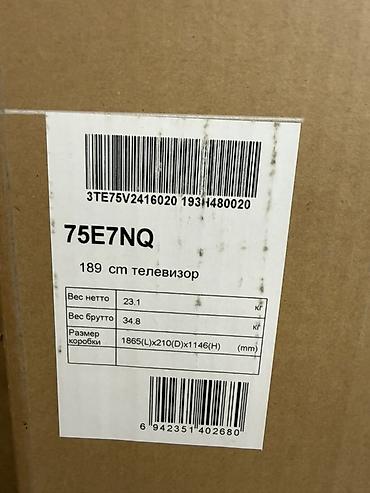 3TE75V2416020 193H480020
75E7NQ
189 cm телевизор
Вес нетто 23.1 кг
Вес брутто 34.8 кг
Размер
коробки 1865(L)x210(D)x1146(H) (mm)
6 942351 402680